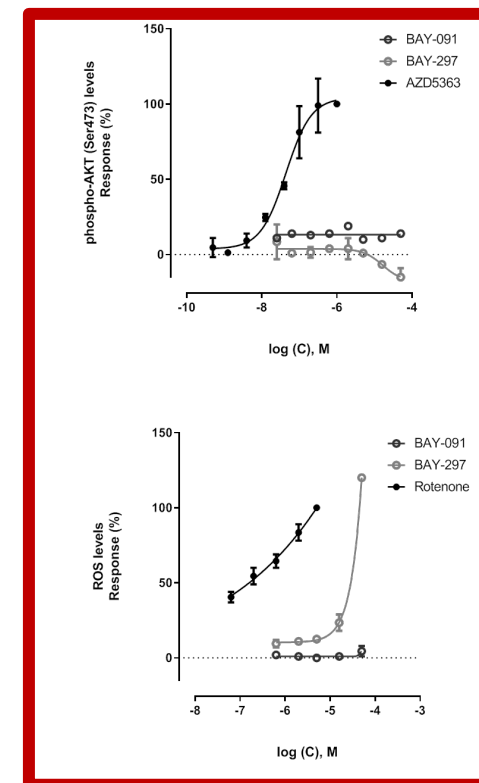 phospho-AKT (Ser473) levels
Response (%)
150
100
50
0
BAY-091
BAY-297
AZD5363
-10
-8
-6
-4
log (C), M
ROS levels
Response (%)
150
100
50
0
BAY-091
BAY-297
Rotenone
-8
-7
-6
-5
-4
-3
log (C), M